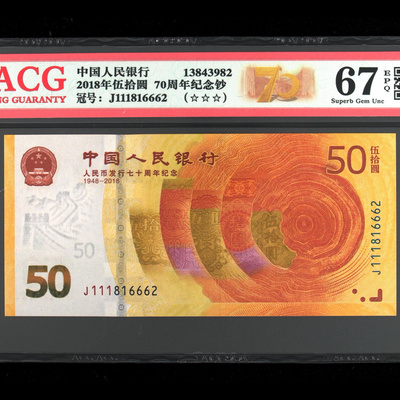 ACG
NG GUARANTY
中国人民银行 13843982
2018年伍拾圆 70周年纪念钞
冠号: J111816662 (☆☆☆)
70
67 EPQ
Superb Gem Unc
中国人民银行
人民币发行七十周年纪念
1948-2018
50 伍拾圆
50
50
J111816662
J111816662